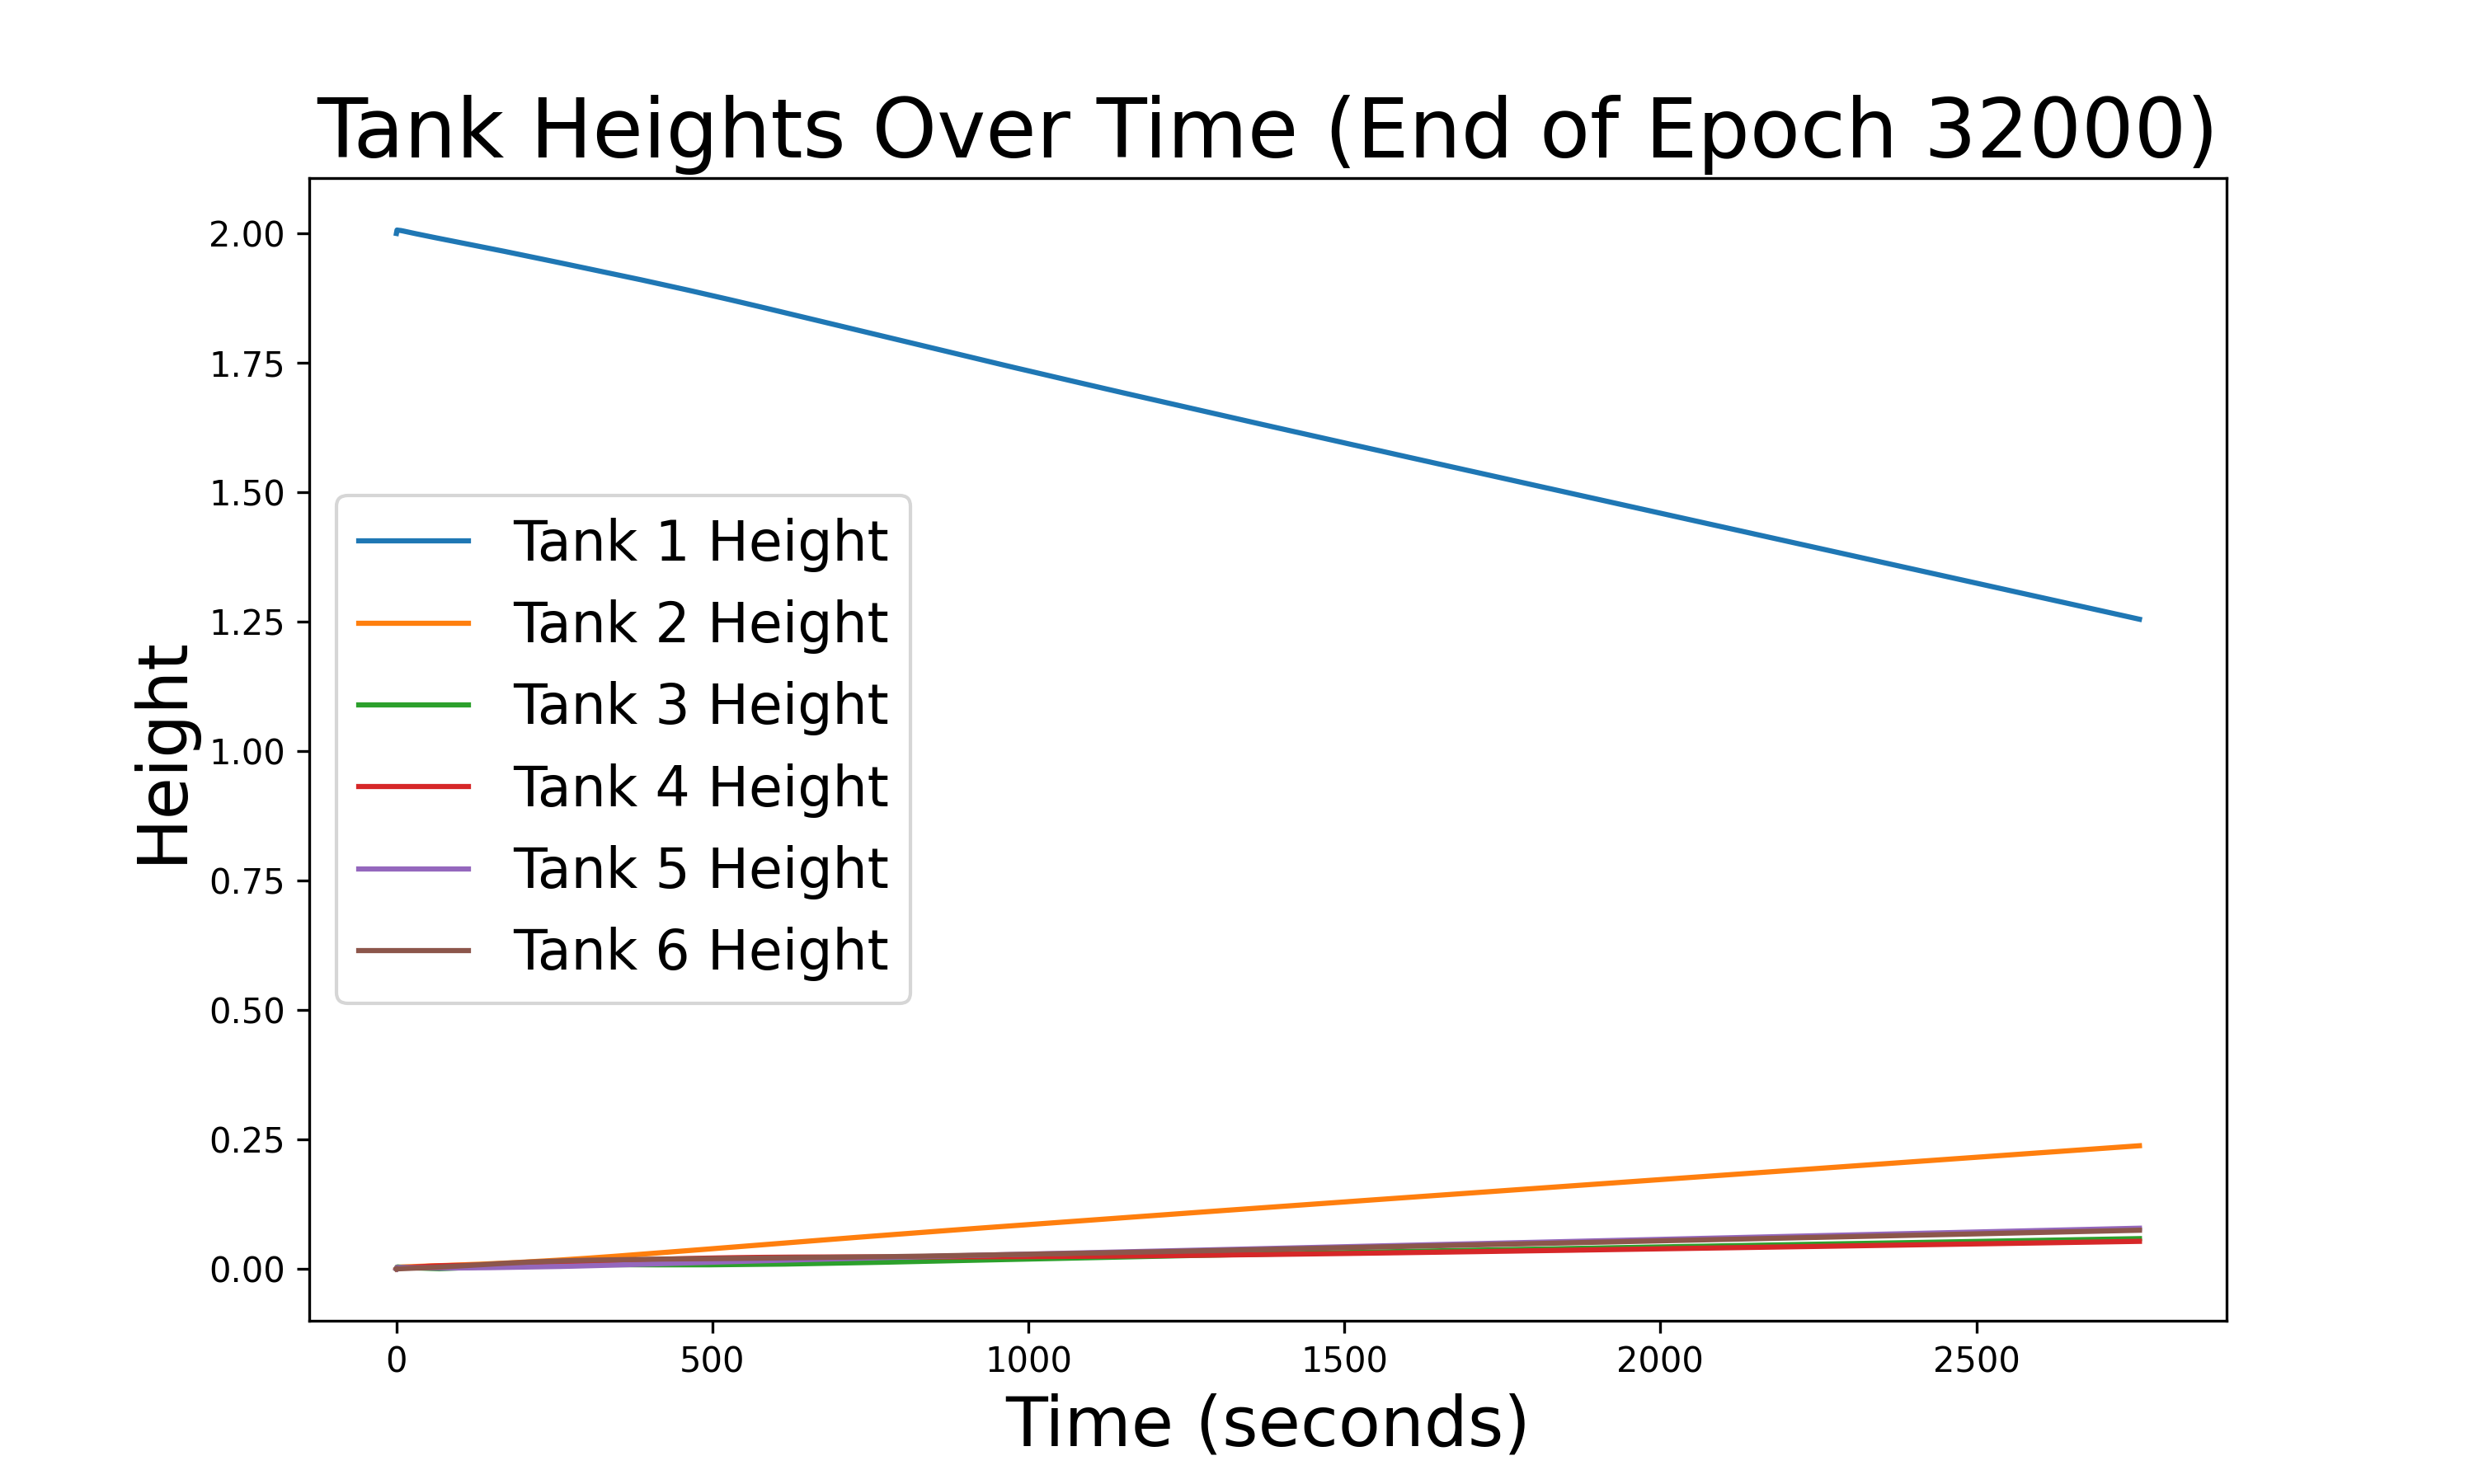 Tank Heights Over Time (End of Epoch 32000)
2.00
1.75
1.50
1.25
1.00
0.75
0.50
0.25
0.00
Height
Tank 1 Height
Tank 2 Height
Tank 3 Height
Tank 4 Height
Tank 5 Height
Tank 6 Height
0 500 1000 1500 2000 2500
Time (seconds)